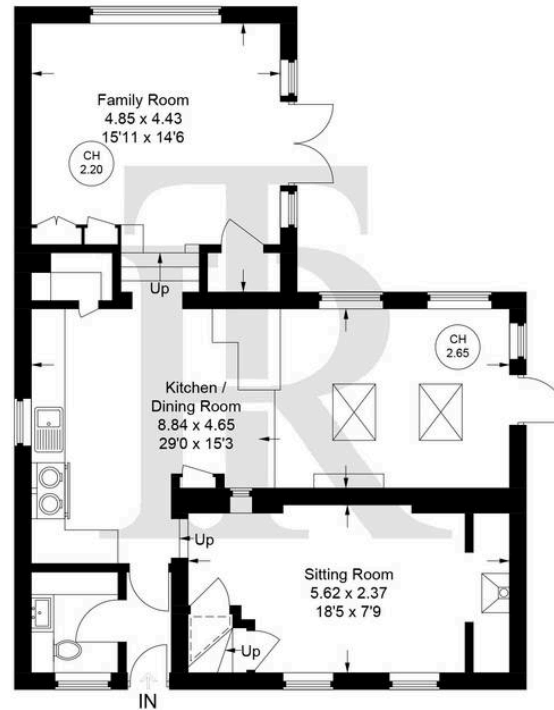 Family Room
4.85 x 4.43
15'11 x 14'6
CH
2.20
Up
CH
2.65
Kitchen /
Dining Room
8.84 x 4.65
29'0 x 15'3
Up
Sitting Room
5.62 x 2.37
18'5 x 7'9
Up
IN
TR